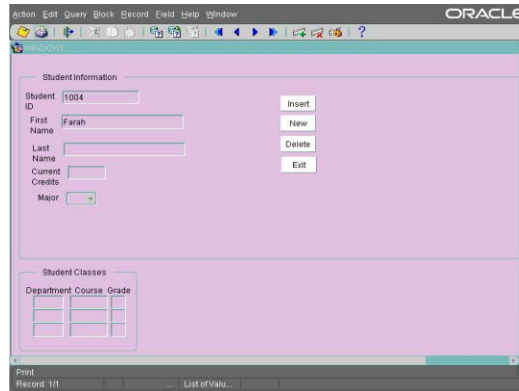 Action Edit Query Block Record Field Help Window
ORACLE
WINDOW1
Student Information
Student ID
1004
First Name
Farah
Last Name
Current Credits
Major
Insert
New
Delete
Exit
Student Classes
Department Course Grade
Print
Record: 1/1 ... List of Valu...